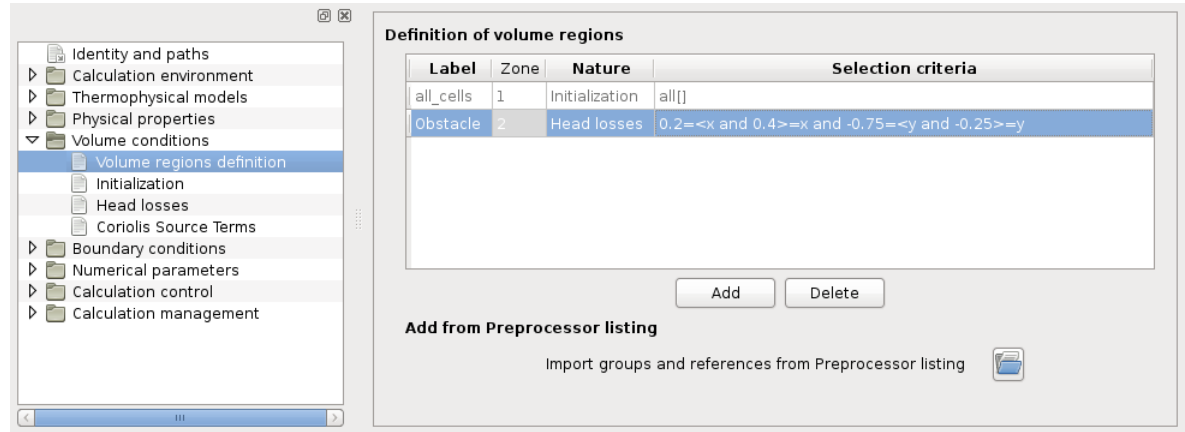 Identity and paths
Calculation environment
Thermophysical models
Physical properties
Volume conditions
Volume regions definition
Initialization
Head losses
Coriolis Source Terms
Boundary conditions
Numerical parameters
Calculation control
Calculation management
Definition of volume regions
Label Zone Nature Selection criteria
all_cells 1 Initialization all[]
Obstacle 2 Head losses 0.2=<x and 0.4>=x and -0.75=<y and -0.25>=y
Add Delete
Add from Preprocessor listing
Import groups and references from Preprocessor listing